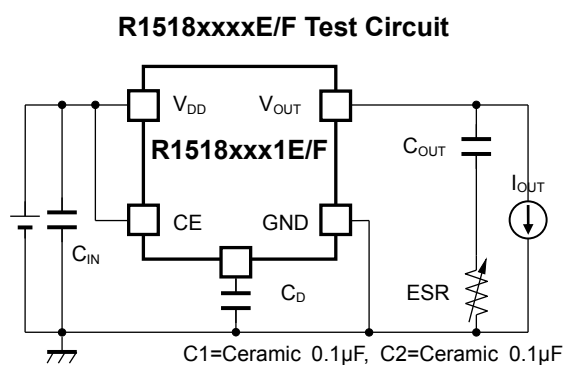 R1518xxxxE/F Test Circuit
VDD VOUT
R1518xxx1E/F
COUT
IOUT
CE GND
CIN
CD
ESR
C1=Ceramic 0.1μF, C2=Ceramic 0.1μF